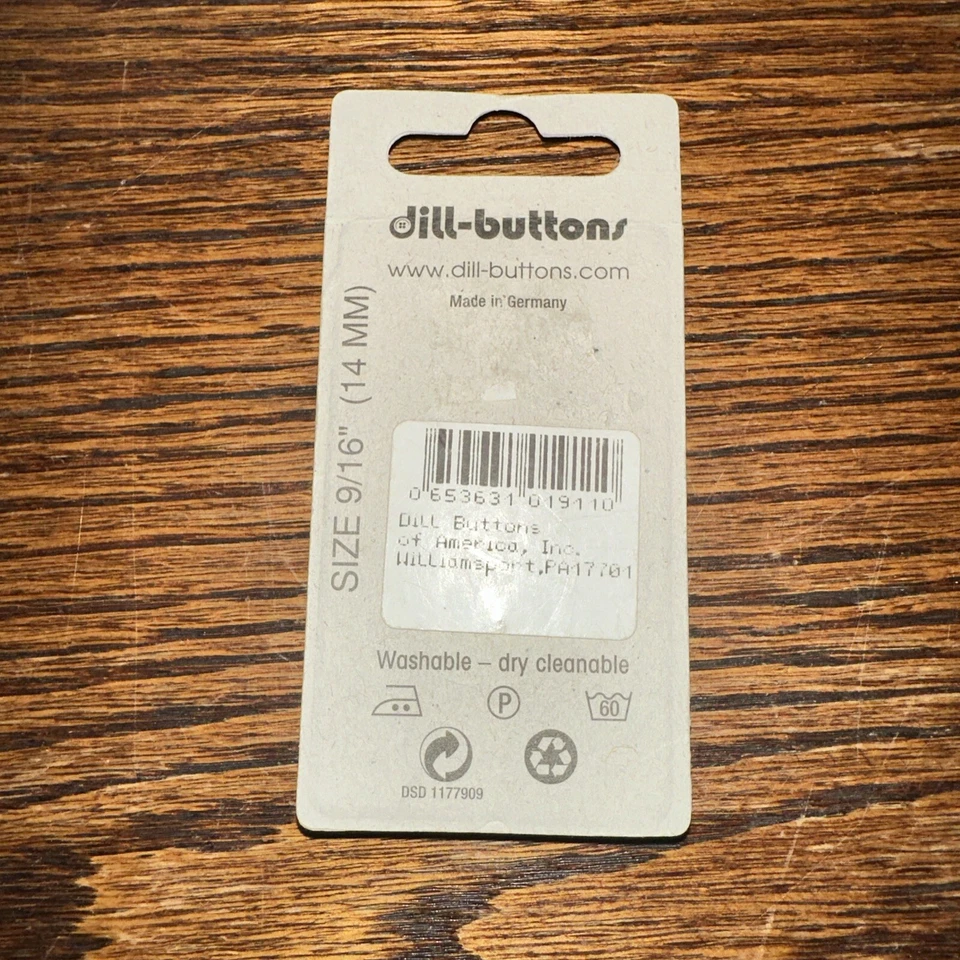 dill-buttons
www.dill-buttons.com
Made in Germany
SIZE 9/16" (14 MM)
0 653631 019110
Dill Buttons
of America, Inc.
Williamsport,PA17701
Washable – dry cleanable
P
60
DSD 1177909